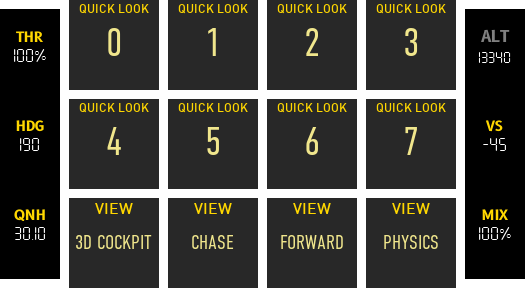 THR
100%
HDG
190
QNH
30.10
QUICK LOOK
0
QUICK LOOK
1
QUICK LOOK
2
QUICK LOOK
3
QUICK LOOK
4
QUICK LOOK
5
QUICK LOOK
6
QUICK LOOK
7
VIEW
3D COCKPIT
VIEW
CHASE
VIEW
FORWARD
VIEW
PHYSICS
ALT
13340
VS
-45
MIX
100%